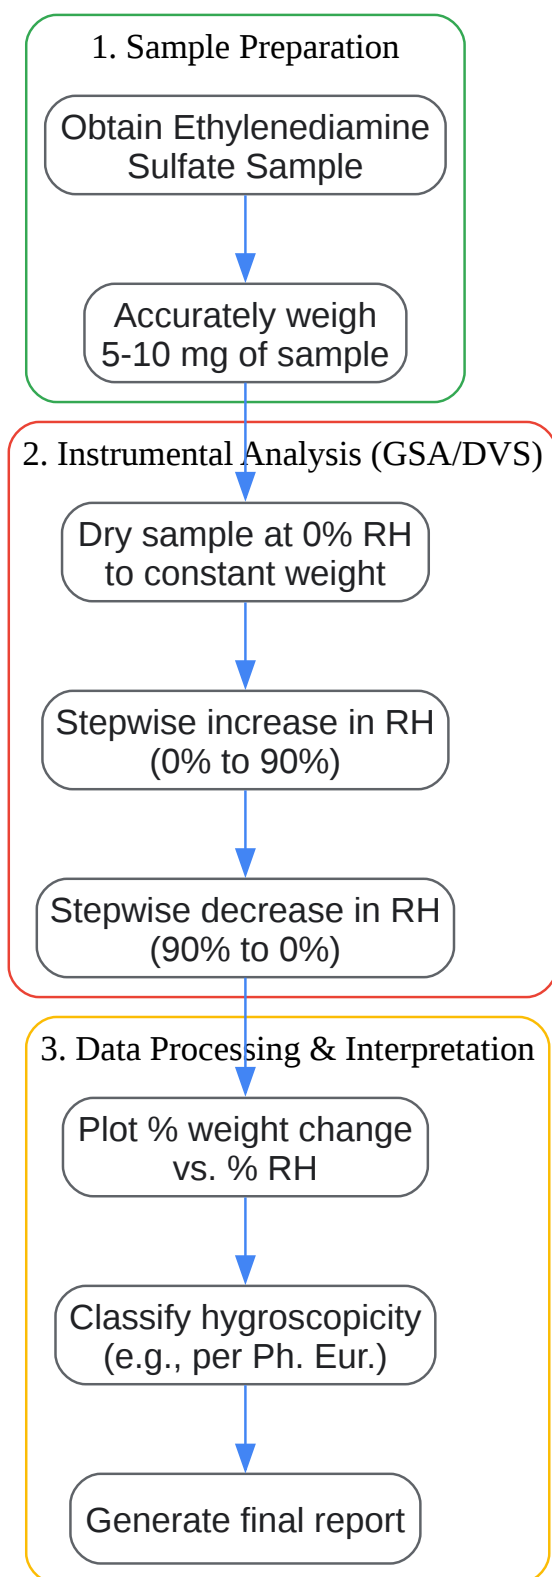 1. Sample Preparation
Obtain Ethylenediamine
Sulfate Sample
Accurately weigh
5-10 mg of sample
2. Instrumental Analysis (GSA/DVS)
Dry sample at 0% RH
to constant weight
Stepwise increase in RH
(0% to 90%)
Stepwise decrease in RH
(90% to 0%)
3. Data Processing & Interpretation
Plot % weight change
vs. % RH
Classify hygroscopicity
(e.g., per Ph. Eur.)
Generate final report